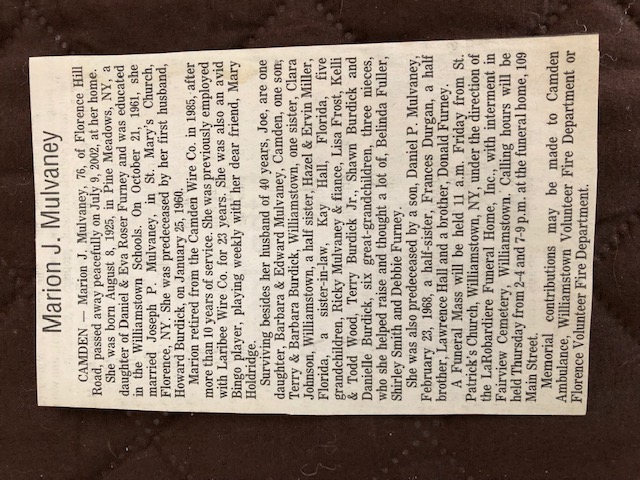 Marion J. Mulvaney
CAMDEN — Marion J. Mulvaney, 76, of Florence Hill
Road, passed away peacefully on July 9, 2002, at her home.
She was born August 8, 1925, in Pine Meadows, NY, a
daughter of Daniel & Eva Roser Furney and was educated
in the Williamstown Schools. On October 21, 1961, she
married Joseph P. Mulvaney, in St. Mary's Church,
Florence, NY. She was predeceased by her first husband,
Howard Burdick, on January 25, 1960.
Marion retired from the Camden Wire Co. in 1985, after
more than 10 years of service. She was previously employed
with Laribee Wire Co. for 23 years. She was also an avid
Bingo player, playing weekly with her dear friend, Mary
Holdridge.
Surviving besides her husband of 40 years, Joe, are one
daughter Barbara & Edward Mulvaney, Camden, one son;
Terry & Barbara Burdick, Williamstown, one sister, Clara
Johnson, Williamstown, a half sister, Hazel & Ervin Miller,
Florida, a sister-in-law, Kay Hall, Florida, five
grandchildren, Ricky Mulvaney & fiance, Lisa Frost, Kelli
& Todd Wood, Terry Burdick Jr., Shawn Burdick and
Danielle Burdick, six great-grandchildren, three nieces,
who she helped raise and thought a lot of, Belinda Fuller,
Shirley Smith and Debbie Furney.
She was also predeceased by a son, Daniel P. Mulvaney,
February 23, 1968, a half-sister, Frances Durgan, a half
brother, Lawrence Hall and a brother, Donald Furney.
A Funeral Mass will be held 11 a.m. Friday from St.
Patrick's Church, Williamstown, NY, under the direction of
the LaRobardiere Funeral Home, Inc., with interment in
Fairview Cemetery, Williamstown. Calling hours will be
held Thursday from 2-4 and 7-9 p.m. at the funeral home, 109
Main Street.
Memorial contributions may be made to Camden
Ambulance, Williamstown Volunteer Fire Department or
Florence Volunteer Fire Department.